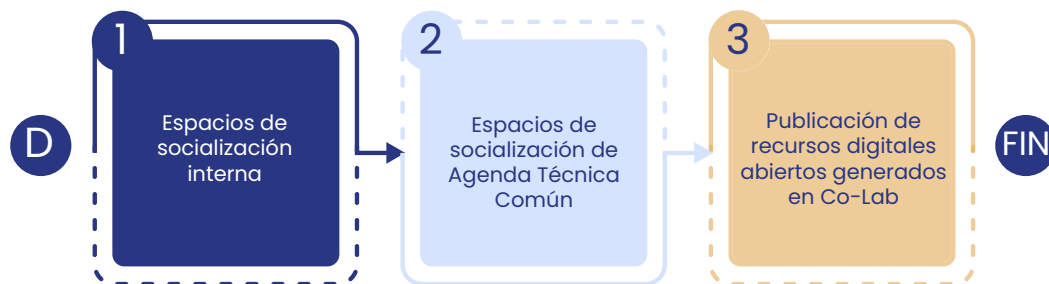 D
1
Espacios de
socialización
interna
2
Espacios de
socialización de
Agenda Técnica
Común
3
Publicación de
recursos digitales
abiertos generados
en Co-Lab
FIN